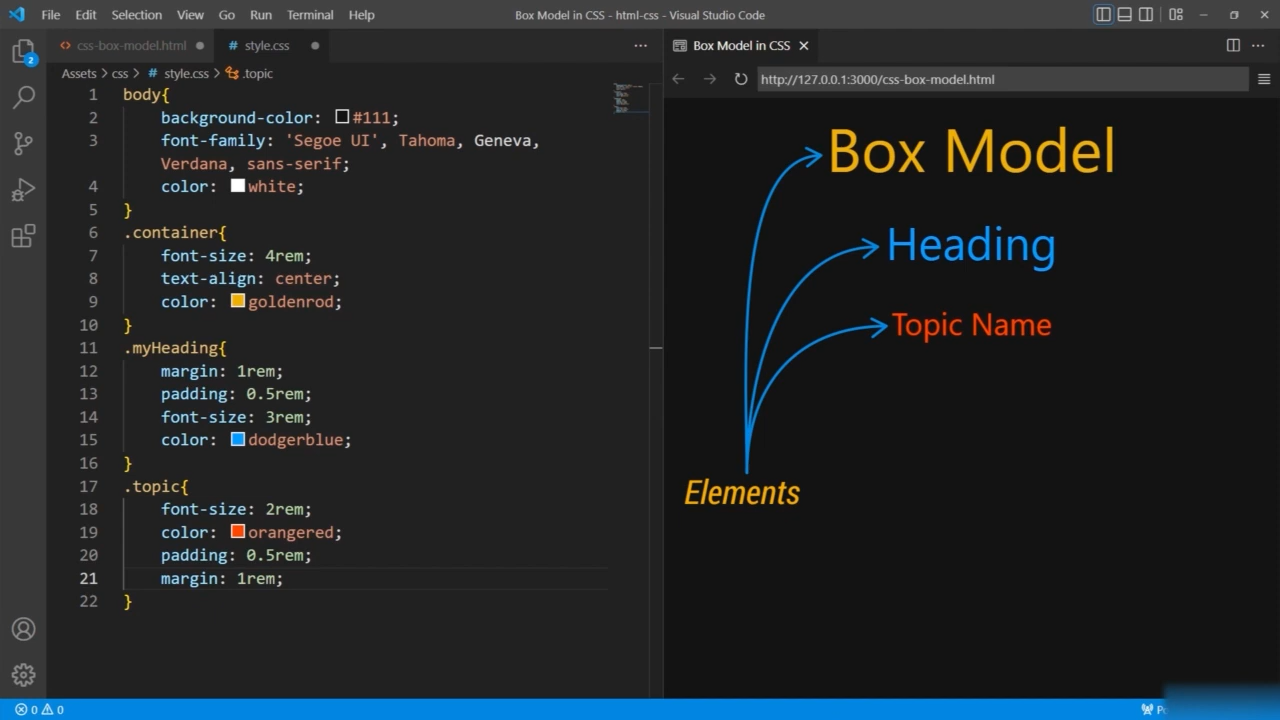 File Edit Selection View Go Run Terminal Help
Box Model in CSS - html-css - Visual Studio Code
css-box-model.html
# style.css
Box Model in CSS
2
Assets > css > # style.css > .topic
http://127.0.0.1:3000/css-box-model.html
1 body{
2 background-color: #111;
3 font-family: 'Segoe UI', Tahoma, Geneva,
Verdana, sans-serif;
4 color: white;
5 }
6 .container{
7 font-size: 4rem;
8 text-align: center;
9 color: goldenrod;
10 }
11 .myHeading{
12 margin: 1rem;
13 padding: 0.5rem;
14 font-size: 3rem;
15 color: dodgerblue;
16 }
17 .topic{
18 font-size: 2rem;
19 color: orangered;
20 padding: 0.5rem;
21 margin: 1rem;
22 }
Box Model
Heading
Topic Name
Elements
0 0